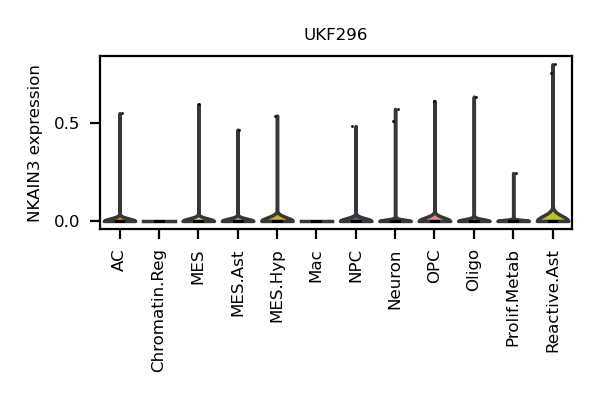 UKF296
NKAIN3 expression
0.5
0.0
AC
Chromatin.Reg
MES
MES.Ast
MES.Hyp
Mac
NPC
Neuron
OPC
Oligo
Prolif.Metab
Reactive.Ast